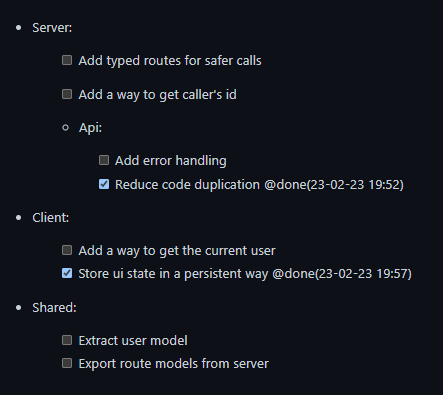 Server:
Add typed routes for safer calls
Add a way to get caller's id
Api:
Add error handling
Reduce code duplication @done(23-02-23 19:52)
Client:
Add a way to get the current user
Store ui state in a persistent way @done(23-02-23 19:57)
Shared:
Extract user model
Export route models from server